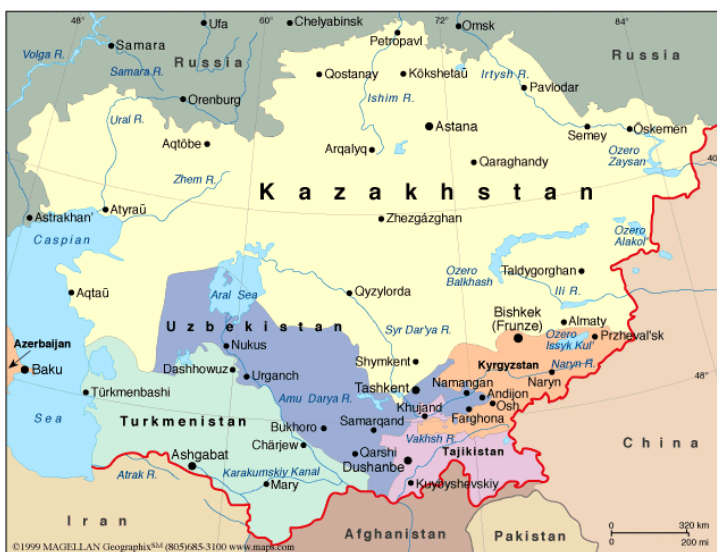 48°
60°
72°
84°
Ufa
Chelyabinsk
Omsk
Petropavl
Samara
Volga R.
Samara R.
Russia
Russia
Qostanay
Kökshetaū
Irtysh R.
Pavlodar
Orenburg
Ishim R.
Ural R.
Astana
Semey
Öskemen
Aqtöbe
Arqalyq
Ozero
Zaysan
Qaraghandy
40
Zhem R.
Kazakhstan
Astrakhan'
Atyraū
Zhezgázghan
Caspian
Ozero
Alakol'
Ozero
Balkhash
Taldyqorghan
Aqtaū
Aral Sea
Qyzylorda
Ili R.
Bishkek
(Frunze)
Almaty
Uzbekistan
Syr Dar'ya R.
Ozero
Issyk Kul'
Przheval'sk
Azerbaijan
Nukus
Shymkent
Kyrgyzstan
Naryn R.
Baku
Dashhowuz
Urganch
Tashkent
Namangan
Naryn
48°
Türkmenbashi
Amu Darya R.
Andijon
Khujand
Osh
Sea
Turkmenistan
Bukhoro
Samarqand
Farghona
Vakhsh R.
Chärjew
Qarshi
Tajikistan
China
Ashgabat
Dushanbe
Atrak R.
Karakumskiy Kanal
Mary
Kuybyshevskiy
Iran
Afghanistan
Pakistan
0 320 km
0 200 mi
©1999 MAGELLAN Geographix℠ (805)685-3100 www.maps.com